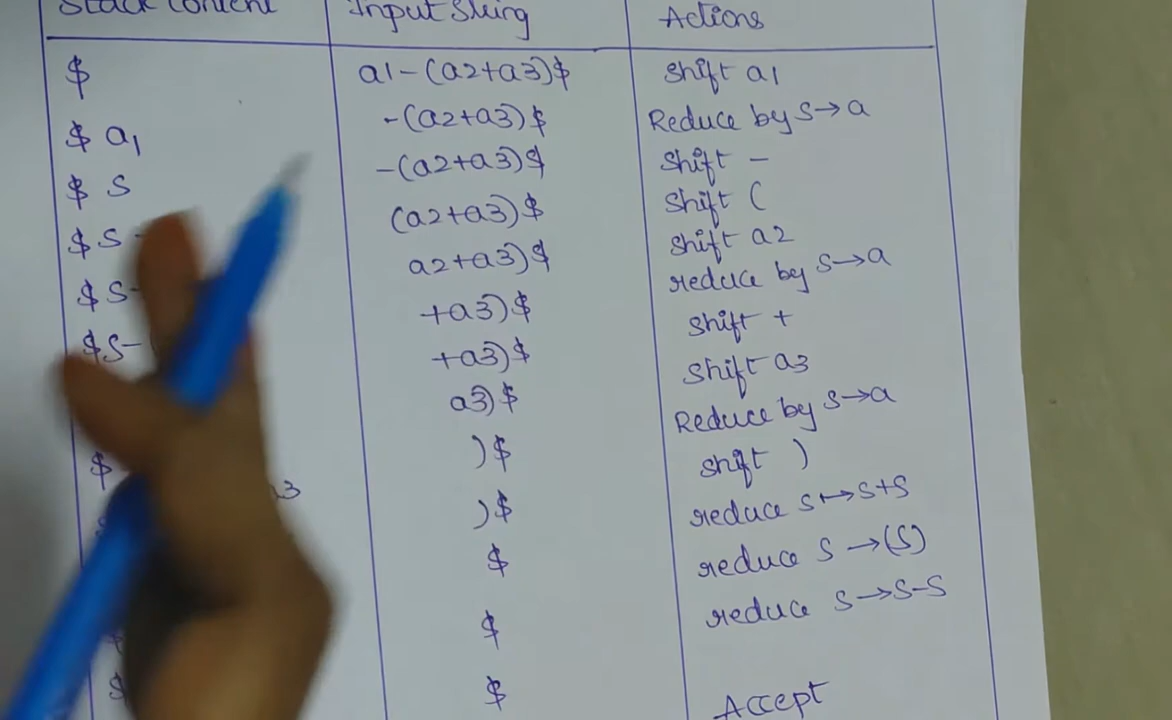 Stack Content Input String Actions
$ a1-(a2+a3)$ Shift a1
$ a1 -(a2+a3)$ Reduce by S→a
$ S -(a2+a3)$ Shift -
$ S- (a2+a3)$ Shift (
$ S- a2+a3)$ Shift a2
$S- +a3)$ reduce by S→a
+a3)$ Shift +
a3)$ Shift a3
$ a3 )$ Reduce by S→a
)$ Shift )
$ reduce S→S+S
$ reduce S→(S)
$ $ reduce S→S-S
Accept